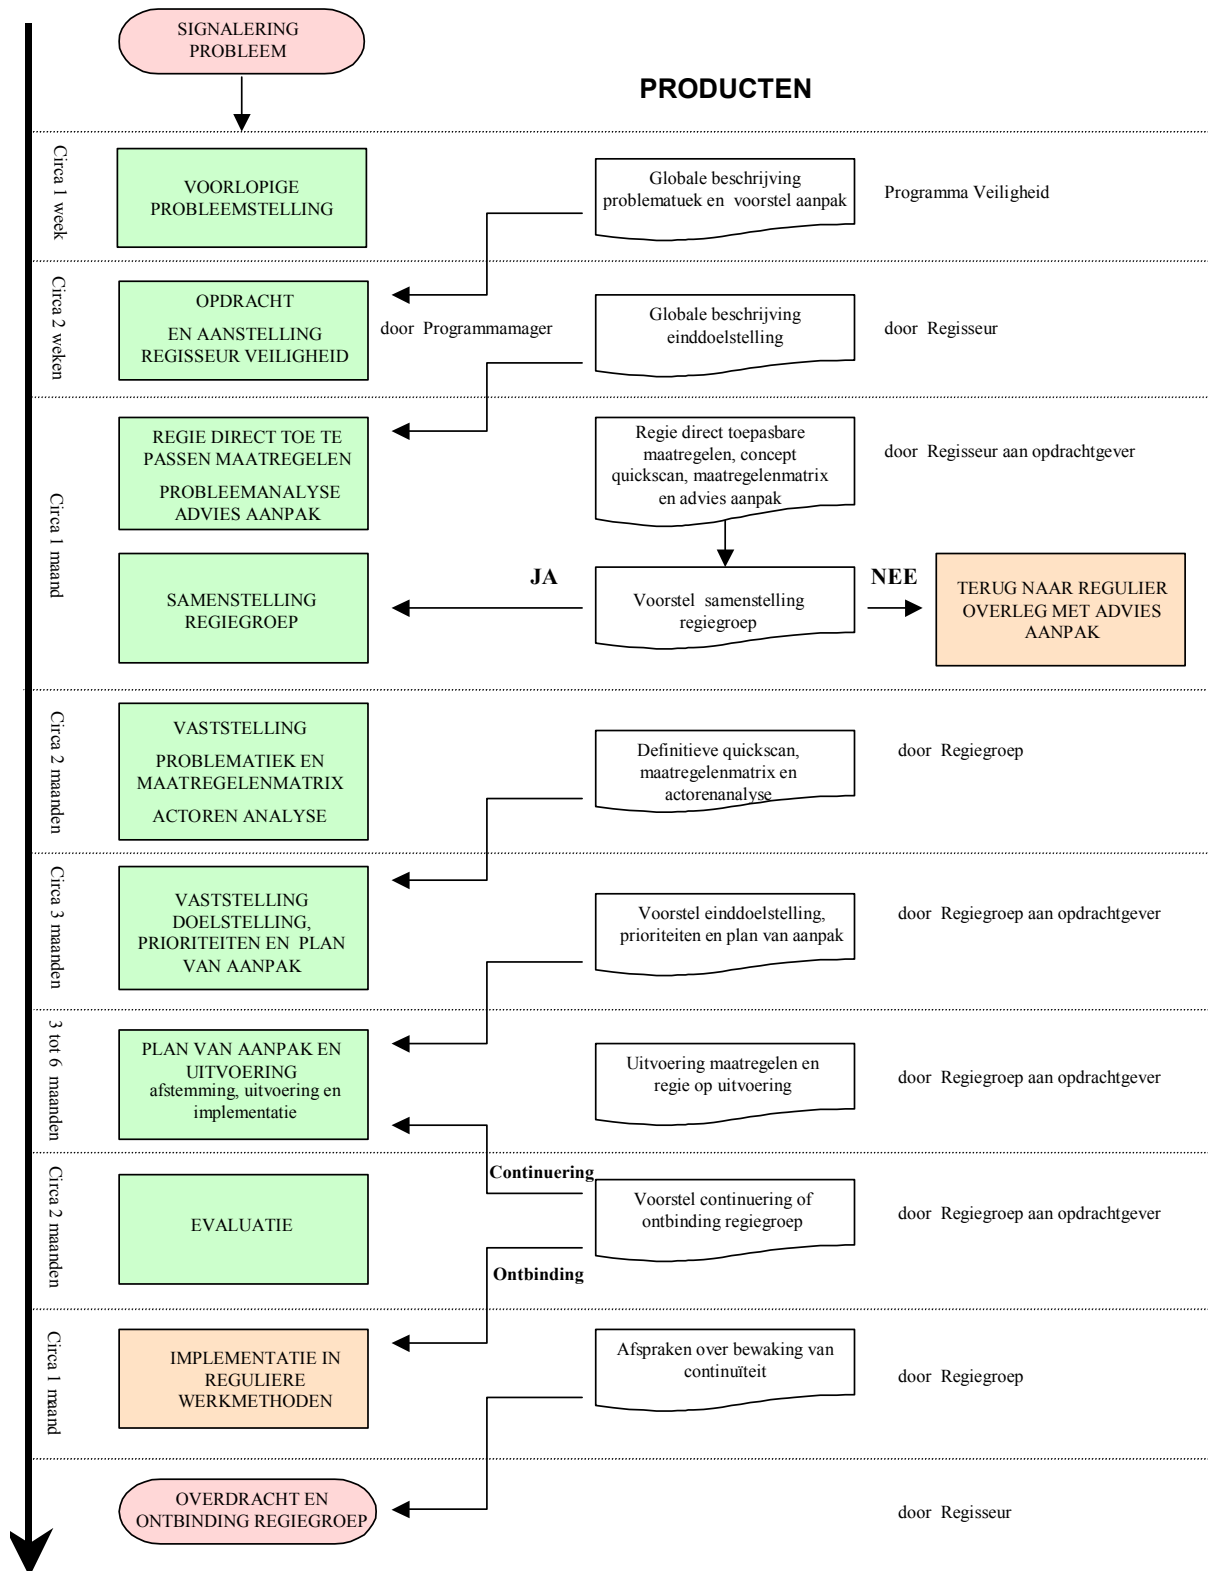 SIGNALERING
PROBLEEM
PRODUCTEN
Circa 1 week
VOORLOPIGE
PROBLEEMSTELLING
Globale beschrijving
problematuek en voorstel aanpak
Programma Veiligheid
Circa 2 weken
OPDRACHT
EN AANSTELLING
REGISSEUR VEILIGHEID
door Programmamager
Globale beschrijving
einddoelstelling
door Regisseur
Circa 1 maand
REGIE DIRECT TOE TE
PASSEN MAATREGELEN
PROBLEEMANALYSE
ADVIES AANPAK
Regie direct toepasbare
maatregelen, concept
quickscan, maatregelenmatrix
en advies aanpak
door Regisseur aan opdrachtgever
SAMENSTELLING
REGIEGROEP
JA
Voorstel samenstelling
regiegroep
NEE
TERUG NAAR REGULIER
OVERLEG MET ADVIES
AANPAK
Circa 2 maanden
VASTSTELLING
PROBLEMATIEK EN
MAATREGELENMATRIX
ACTOREN ANALYSE
Definitieve quickscan,
maatregelenmatrix en
actorenanalyse
door Regiegroep
Circa 3 maanden
VASTSTELLING
DOELSTELLING,
PRIORITEITEN EN PLAN
VAN AANPAK
Voorstel einddoelstelling,
prioriteiten en plan van aanpak
door Regiegroep aan opdrachtgever
3 tot 6 maanden
PLAN VAN AANPAK EN
UITVOERING
afstemming, uitvoering en
implementatie
Uitvoering maatregelen en
regie op uitvoering
door Regiegroep aan opdrachtgever
Circa 2 maanden
EVALUATIE
Continuering
Voorstel continuering of
ontbinding regiegroep
Ontbinding
door Regiegroep aan opdrachtgever
Circa 1 maand
IMPLEMENTATIE IN
REGULIERE
WERKMETHODEN
Afspraken over bewaking van
continuïteit
door Regiegroep
OVERDRACHT EN
ONTBINDING REGIEGROEP
door Regisseur